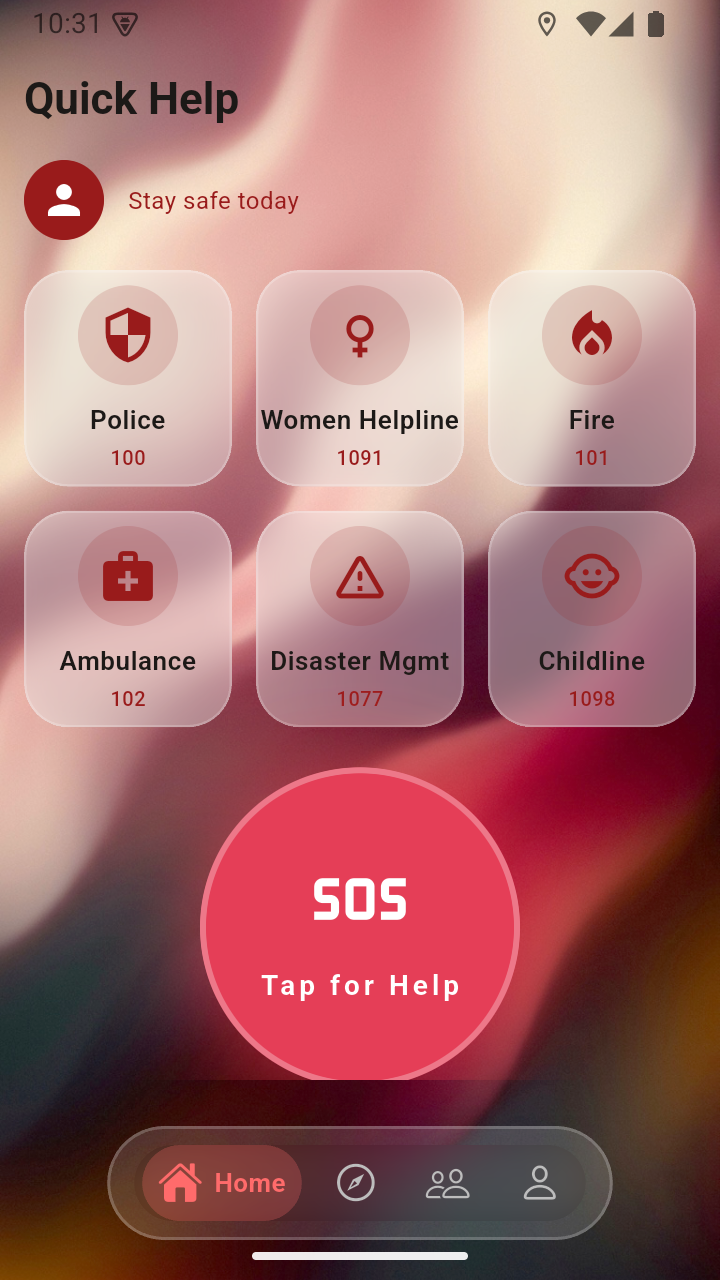 10:31
Quick Help
Stay safe today
Police
100
Women Helpline
1091
Fire
101
Ambulance
102
Disaster Mgmt
1077
Childline
1098
SOS
Tap for Help
Home